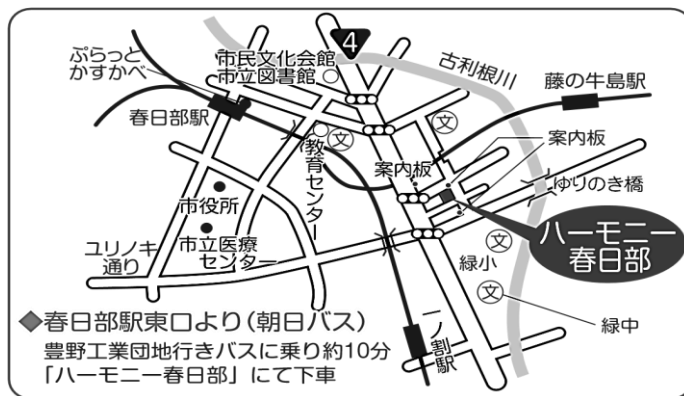 4
ぷらっと
かすかべ
市民文化会館
市立図書館
古利根川
藤の牛島駅
春日部駅
文
文
教育センター
案内板
案内板
ゆりのき橋
市役所
市立医療
センター
ユリノキ
通り
ハーモニー
春日部
文
緑小
文
緑中
一ノ割駅
◆春日部駅東口より(朝日バス)
豊野工業団地行きバスに乗り約10分
「ハーモニー春日部」にて下車